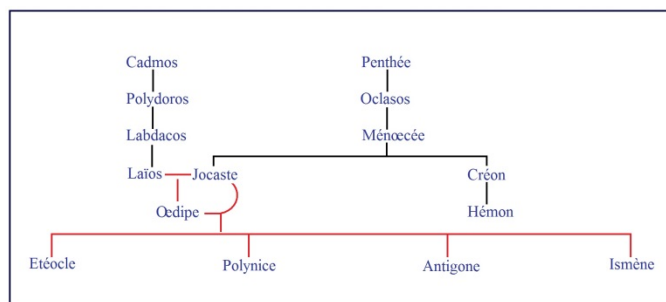 Cadmos Penthée
Polydoros Oclasos
Labdacos Ménœcée
Laïos Jocaste Créon
Œdipe Hémon
Etéocle Polynice Antigone Ismène